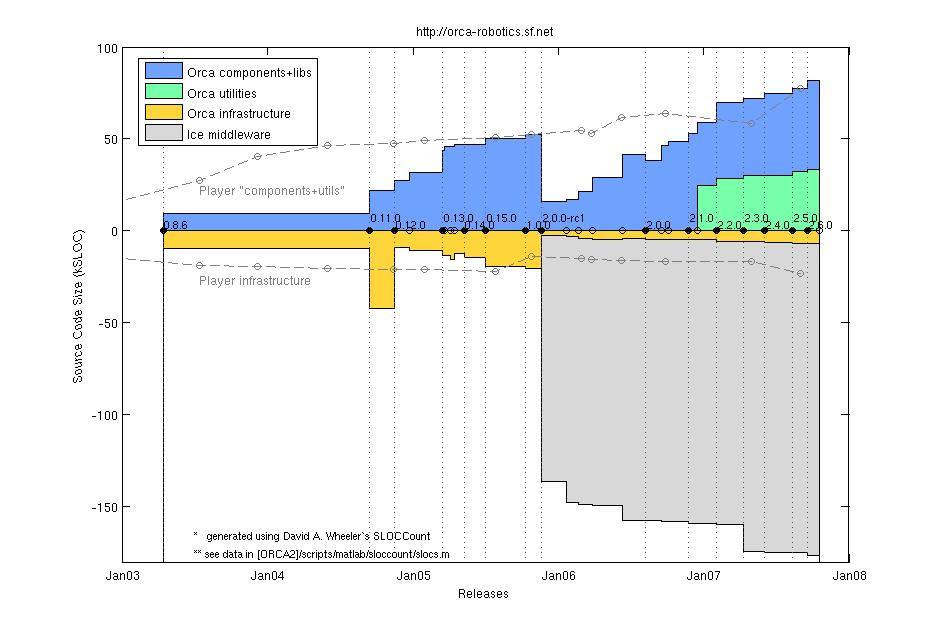 http://orca-robotics.sf.net
100
50
0
-50
-100
-150
Source Code Size (kSLOC)
Orca components+libs
Orca utilities
Orca infrastructure
Ice middleware
Player "components+utils"
0.8.6
0.11.0
0.12.0
0.13.0
0.14.0
0.15.0
1.0.0
2.0.0-rc1
2.0.0
2.1.0
2.2.0
2.3.0
2.4.0
2.5.0
2.6.0
Player infrastructure
* generated using David A. Wheeler`s SLOCCount
** see data in [ORCA2]/scripts/matlab/sloccount/slocs.m
Jan03 Jan04 Jan05 Jan06 Jan07 Jan08
Releases